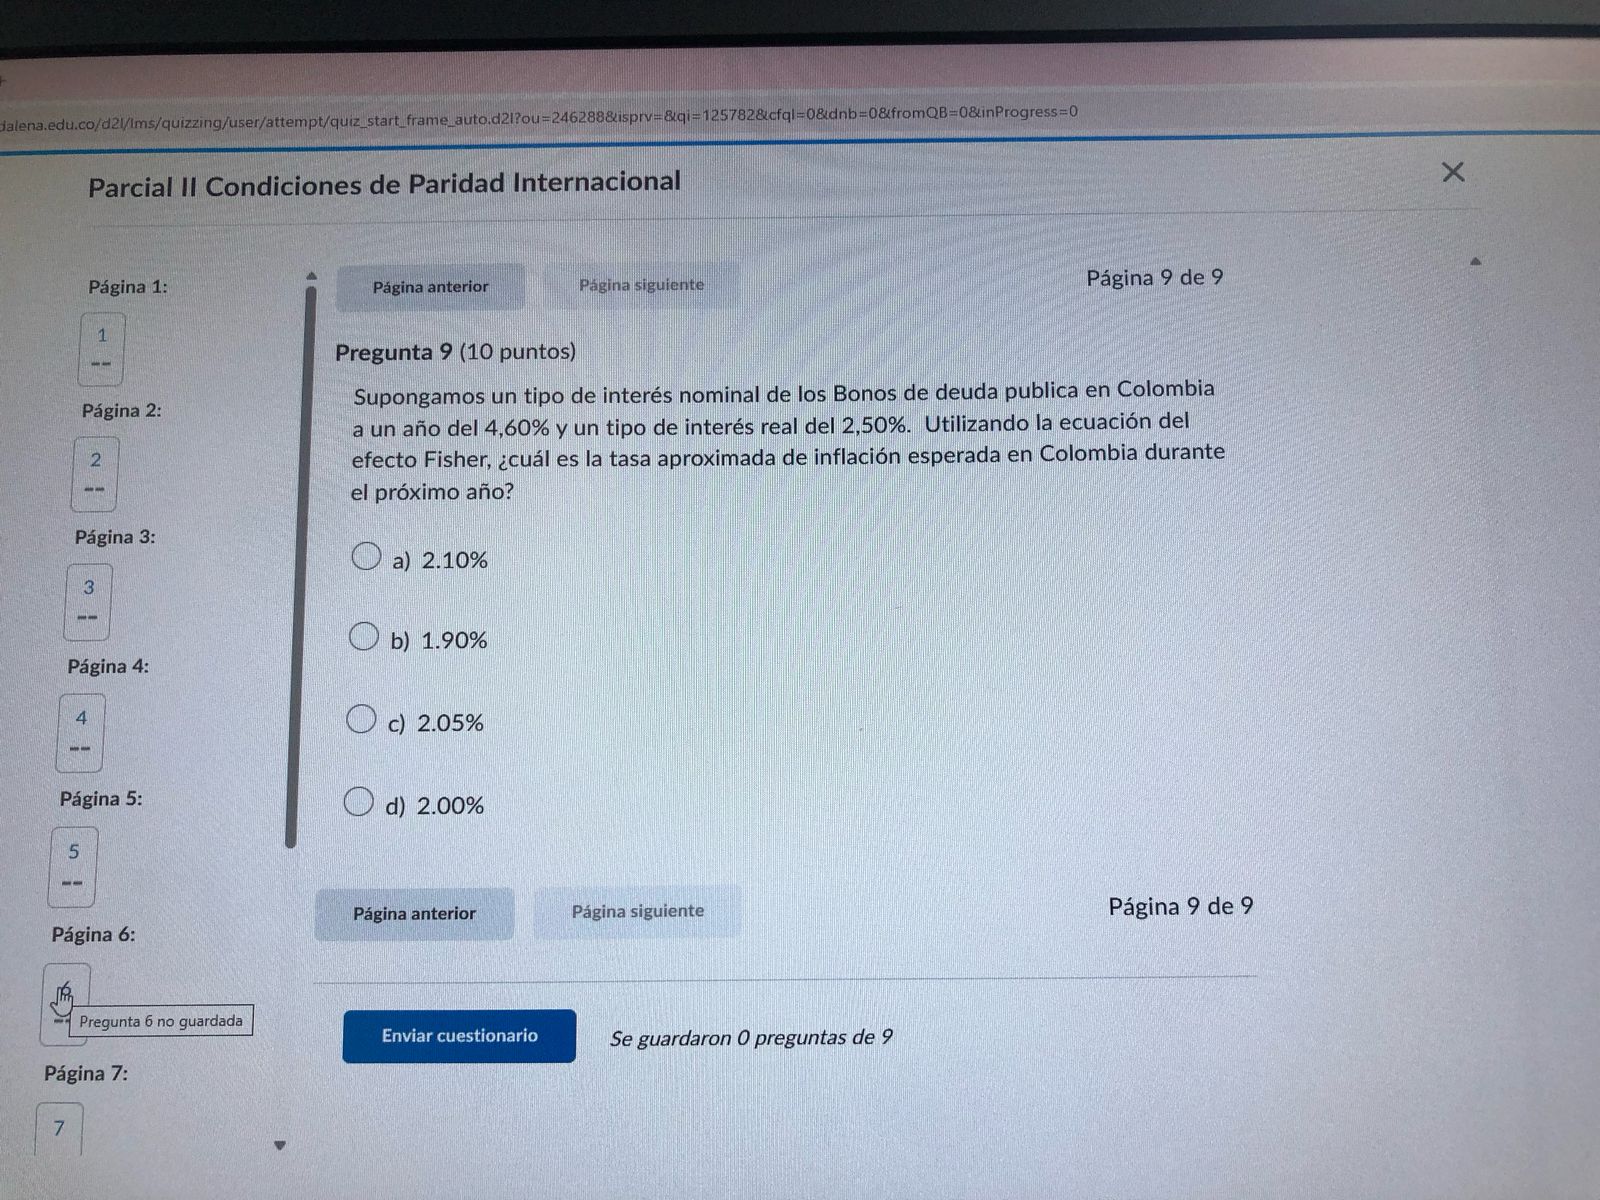 dalena.edu.co/d2l/lms/quizzing/user/attempt/quiz_start_frame_auto.d2l?ou=246288&isprv=&qi=125782&cfql=0&dnb=0&fromQB=0&inProgress=0
Parcial II Condiciones de Paridad Internacional
Página 1:
1
--
Página 2:
2
--
Página 3:
3
--
Página 4:
4
--
Página 5:
5
--
Página 6:
6
--
Pregunta 6 no guardada
Página 7:
7
Página anterior
Página siguiente
Página 9 de 9
Pregunta 9 (10 puntos)
Supongamos un tipo de interés nominal de los Bonos de deuda publica en Colombia
a un año del 4,60% y un tipo de interés real del 2,50%. Utilizando la ecuación del
efecto Fisher, ¿cuál es la tasa aproximada de inflación esperada en Colombia durante
el próximo año?
a) 2.10%
b) 1.90%
c) 2.05%
d) 2.00%
Página anterior
Página siguiente
Página 9 de 9
Enviar cuestionario
Se guardaron 0 preguntas de 9